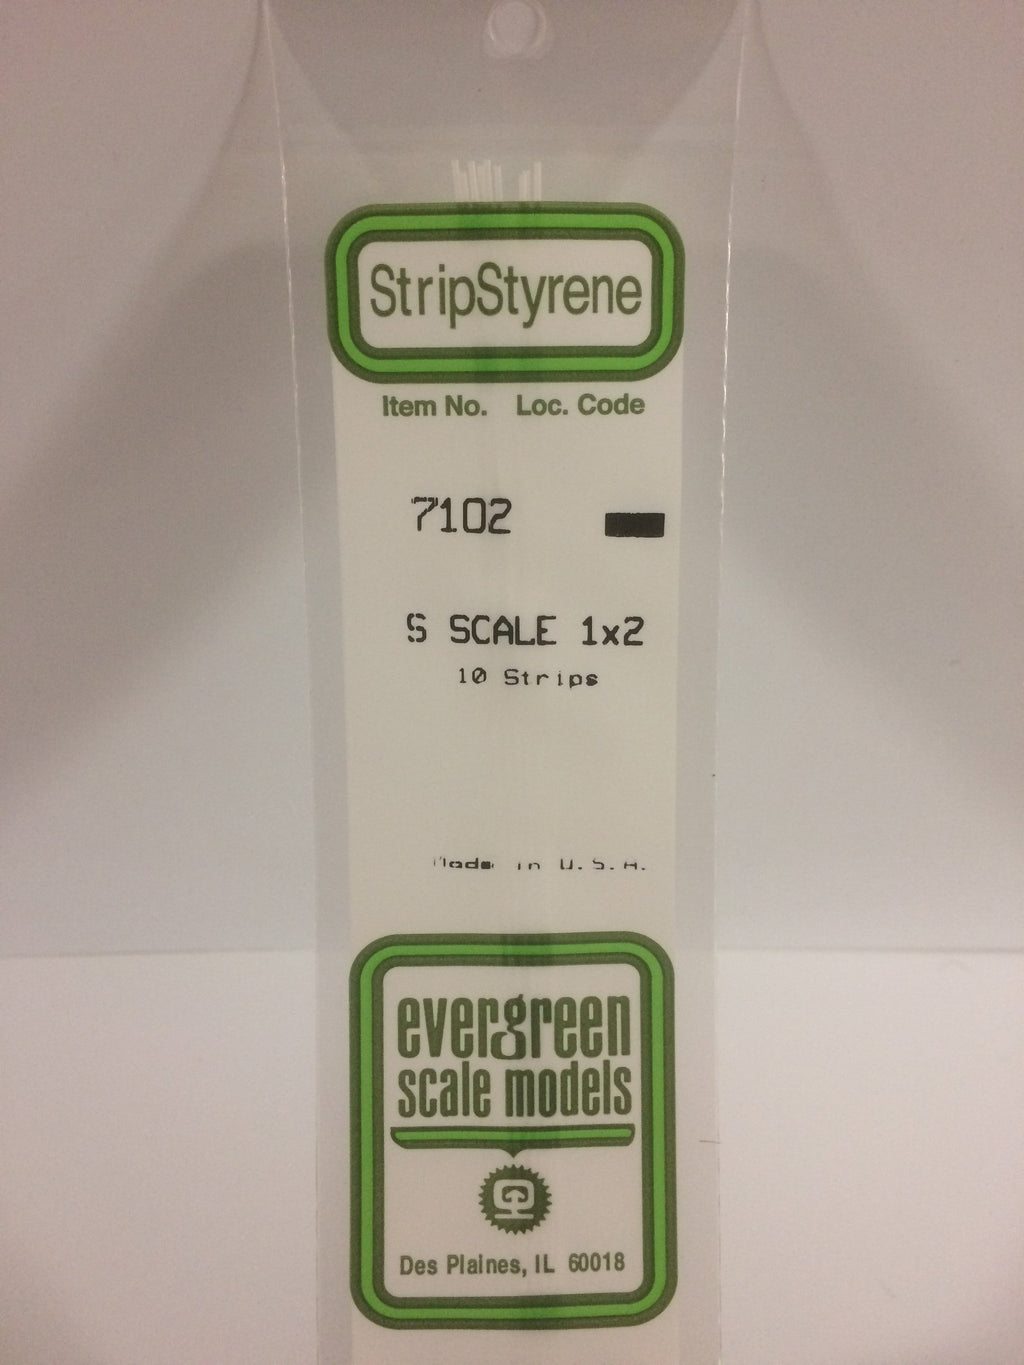 StripStyrene
Item No. Loc. Code
7102
S SCALE 1x2
10 Strips
Made in U.S.A.
evergreen
scale models
Des Plaines, IL 60018